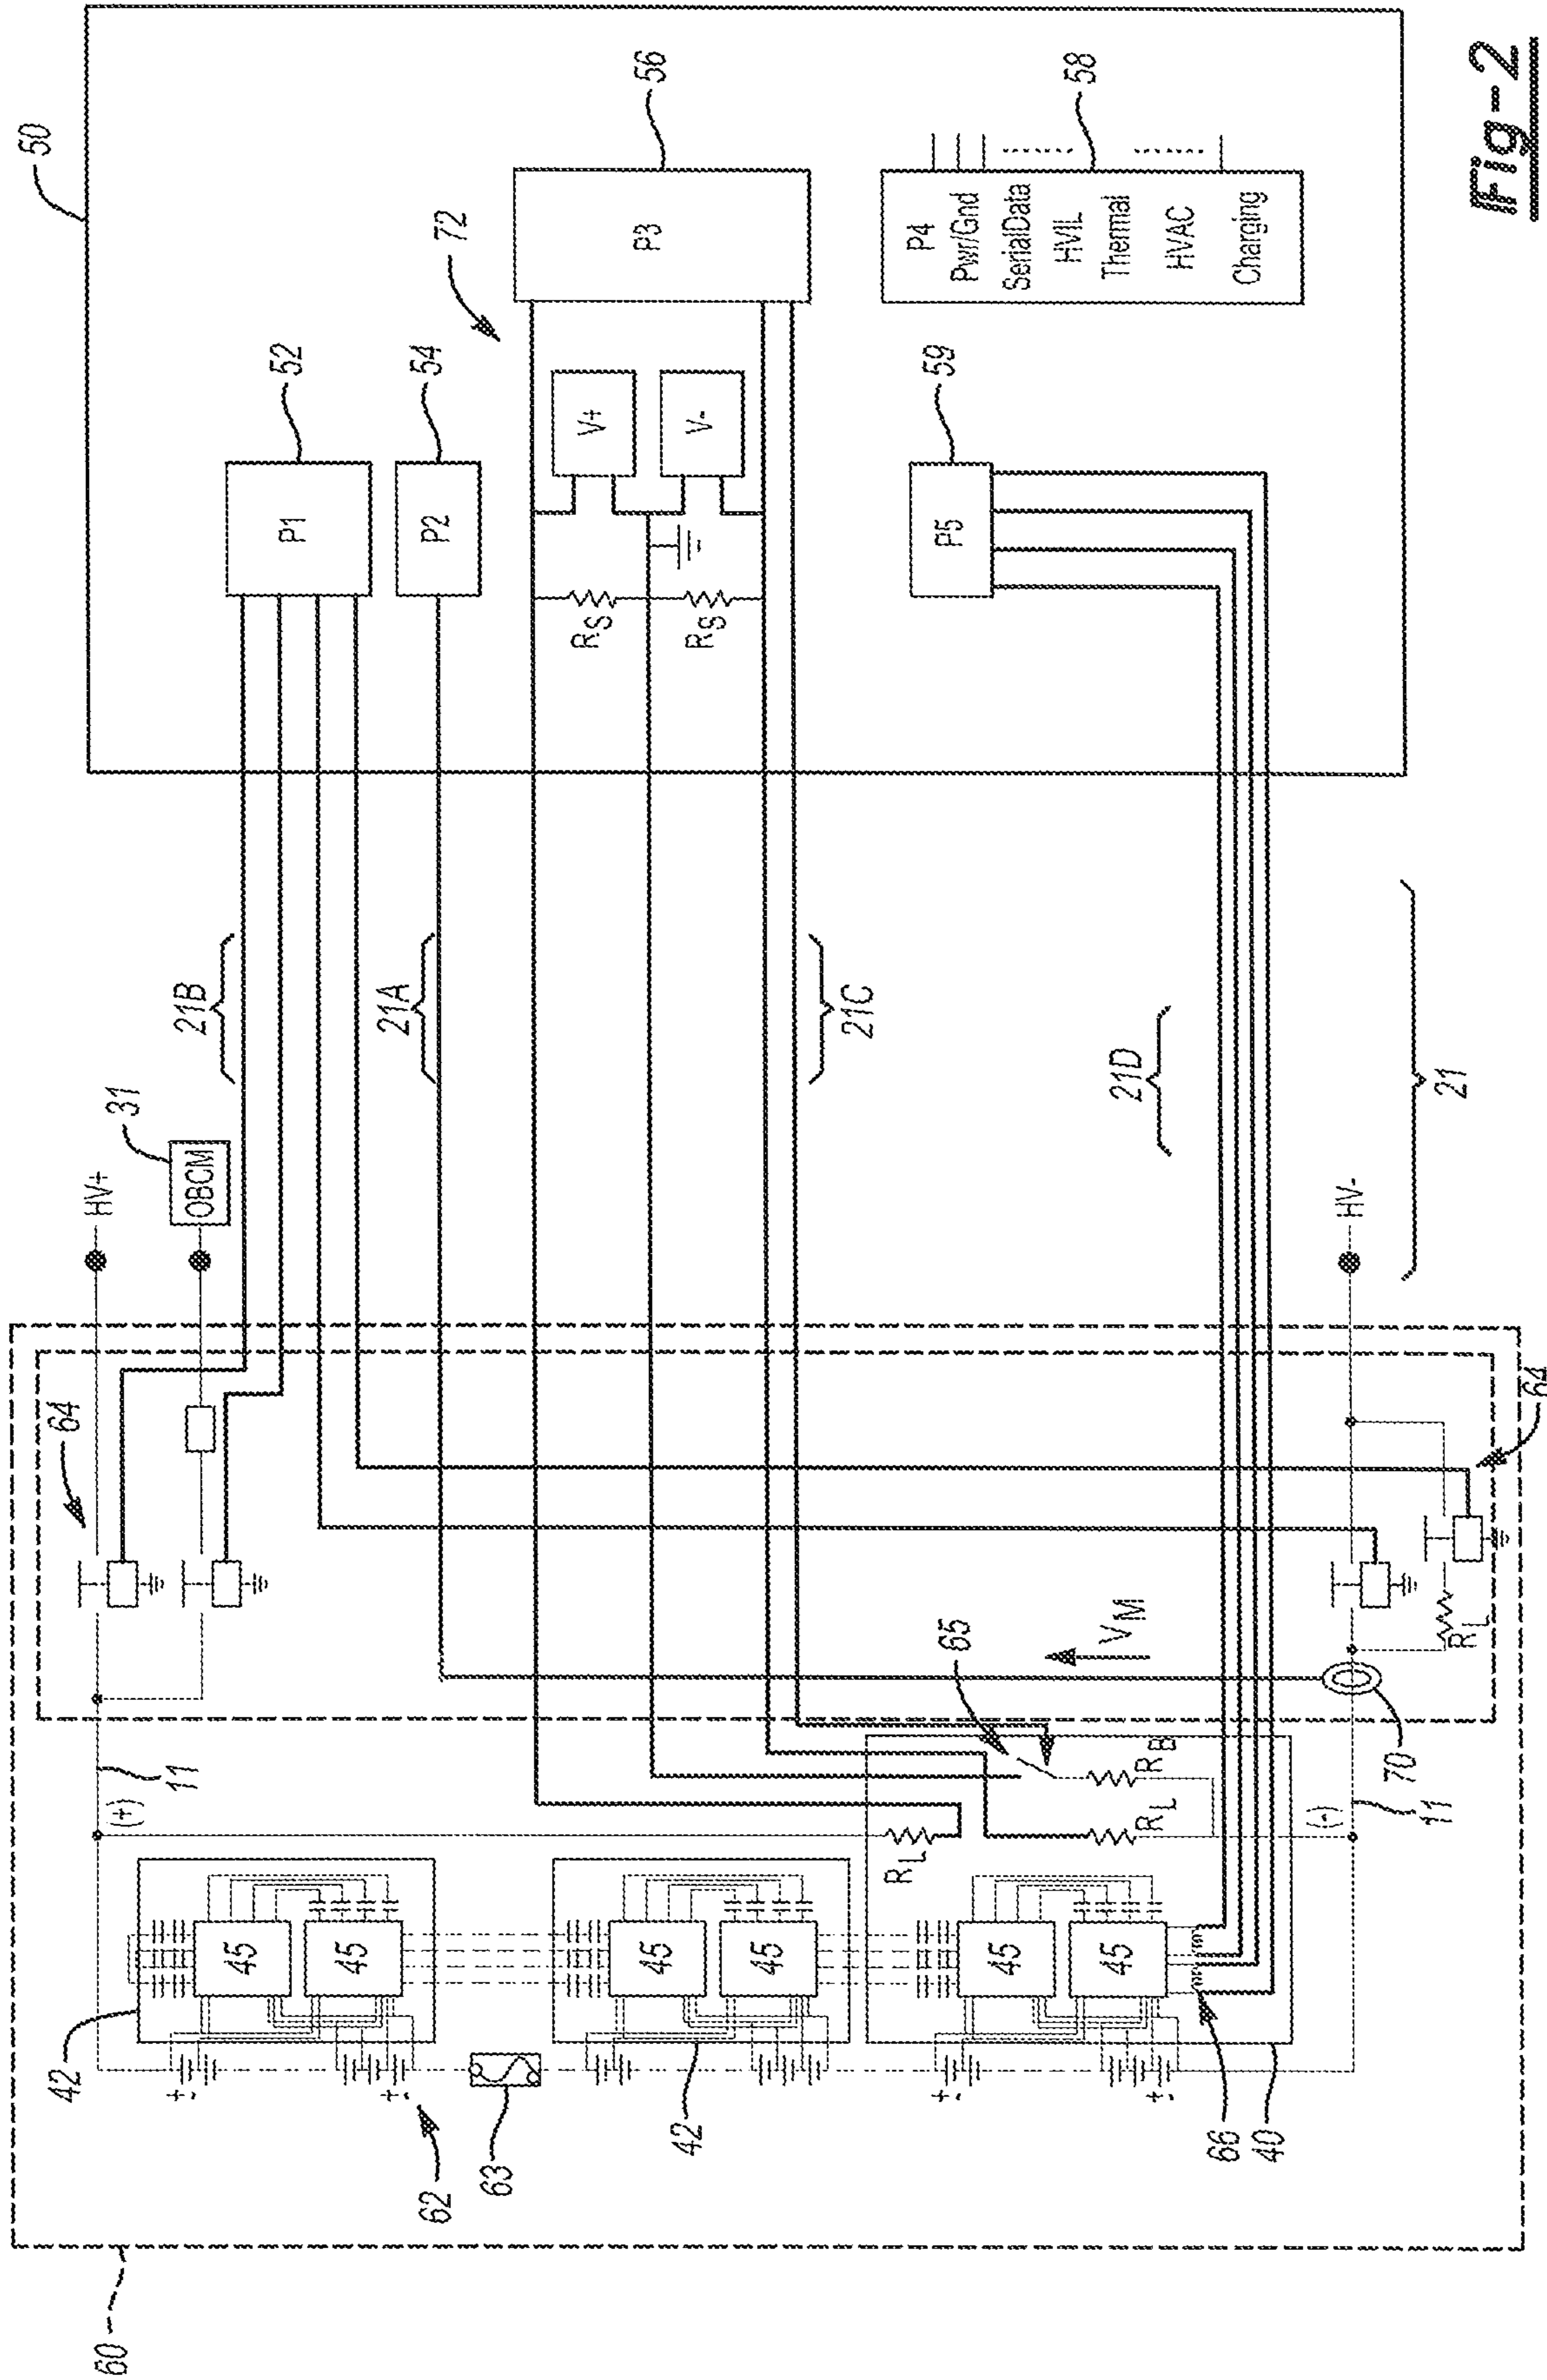 50
52
P1
54
P2
72
56
P3
V+
V-
RS
RS
59
P5
58
P4
Pwr/Gnd
SerialData
HVIL
Thermal
HVAC
Charging
21B
21A
21C
21D
21
31
OBCM
HV+
HV-
64
64
65
VM
RL
RB
RL
RL
70
11
11
(+)
(-)
45
45
45
45
45
45
42
42
40
66
62
63
60
+
-
+
-
+
-
+
-
Fig-2